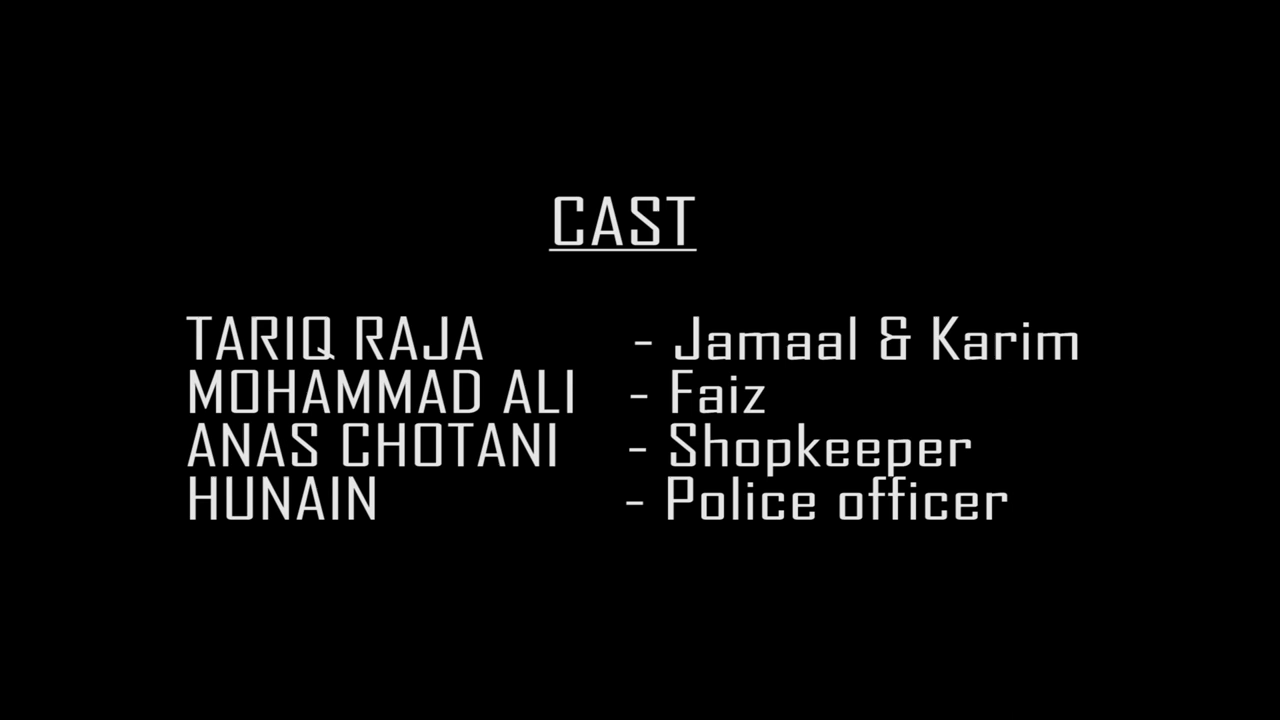 CAST
TARIQ RAJA - Jamaal & Karim
MOHAMMAD ALI - Faiz
ANAS CHOTANI - Shopkeeper
HUNAIN - Police officer